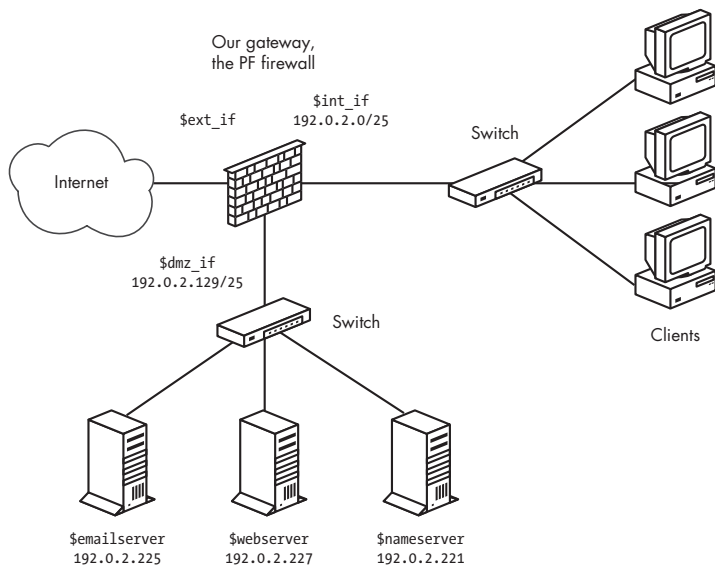 Our gateway,
the PF firewall
$ext_if
$int_if
192.0.2.0/25
Switch
Internet
$dmz_if
192.0.2.129/25
Switch
Clients
$emailserver
192.0.2.225
$webserver
192.0.2.227
$nameserver
192.0.2.221